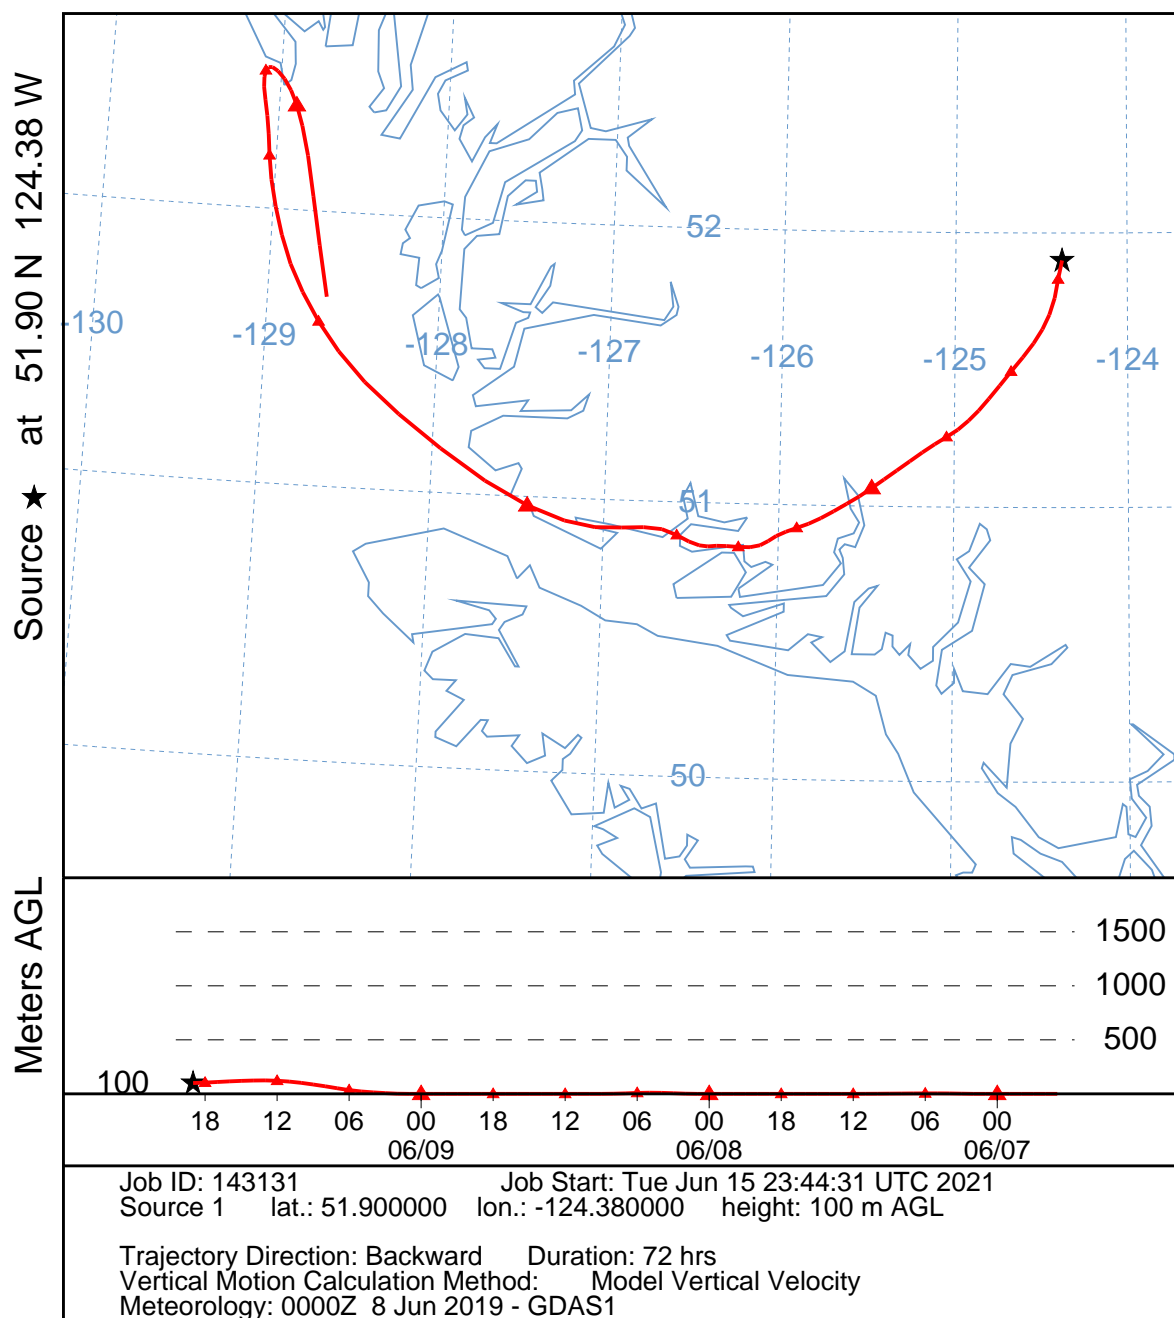 Source ★ at 51.90 N 124.38 W
52
-130
-129
-128
-127
-126
-125
-124
51
50
Meters AGL
1500
1000
500
100
18 12 06 00 18 12 06 00 18 12 06 00
06/09 06/08 06/07
Job ID: 143131 Job Start: Tue Jun 15 23:44:31 UTC 2021
Source 1 lat.: 51.900000 lon.: -124.380000 height: 100 m AGL
Trajectory Direction: Backward Duration: 72 hrs
Vertical Motion Calculation Method: Model Vertical Velocity
Meteorology: 0000Z 8 Jun 2019 - GDAS1